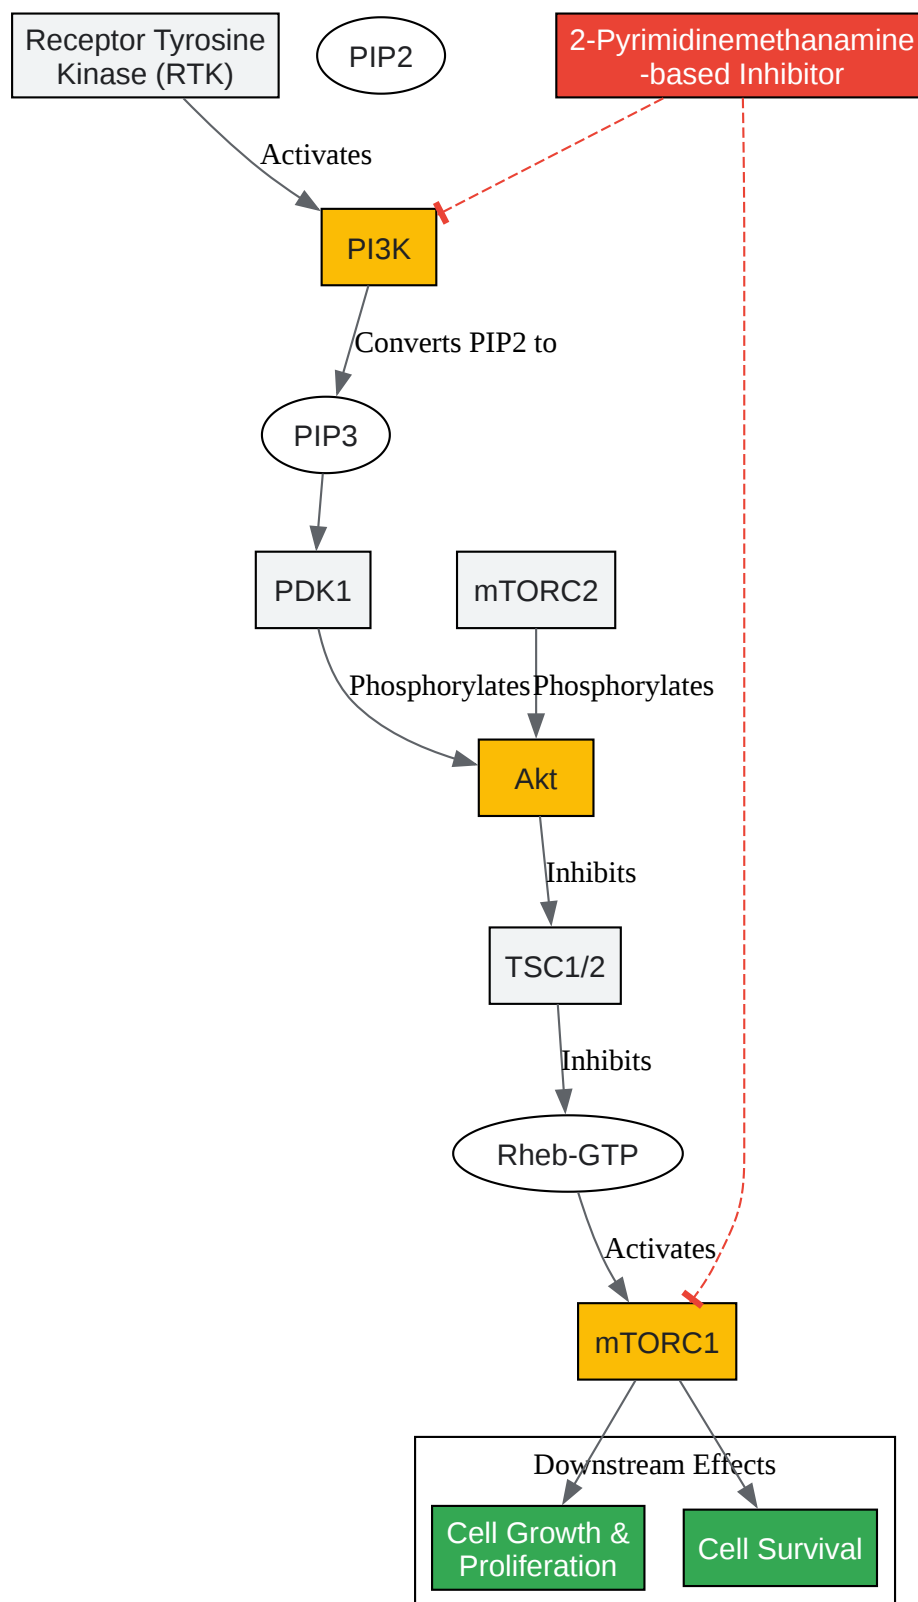 Receptor Tyrosine
Kinase (RTK)
PIP2
2-Pyrimidinemethanamine
-based Inhibitor
Activates
PI3K
Converts PIP2 to
PIP3
PDK1
mTORC2
Phosphorylates
Phosphorylates
Akt
Inhibits
TSC1/2
Inhibits
Rheb-GTP
Activates
mTORC1
Downstream Effects
Cell Growth &
Proliferation
Cell Survival